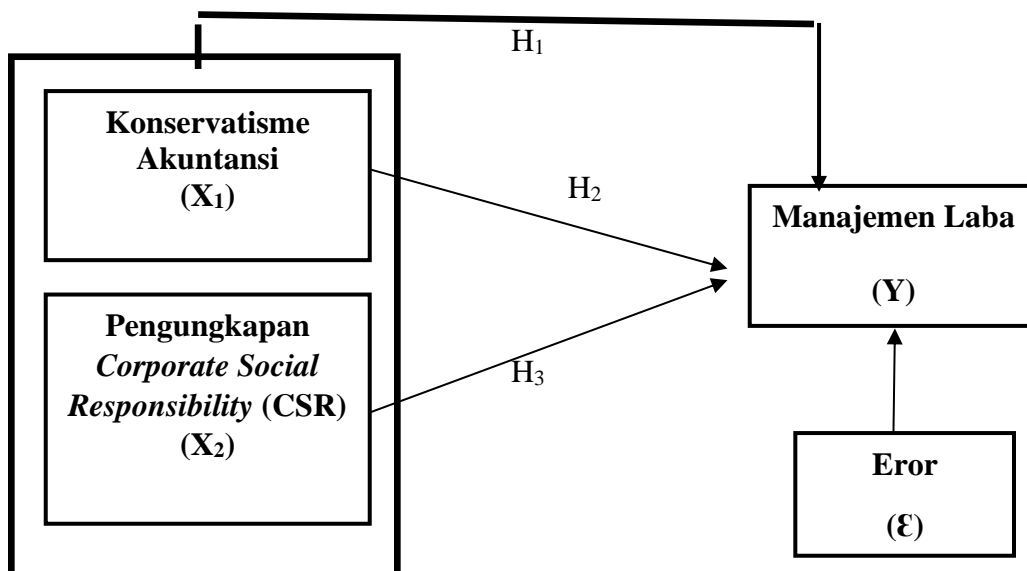 H₁
Konservatisme
Akuntansi
(X₁)
H₂
Pengungkapan
Corporate Social
Responsibility (CSR)
(X₂)
H₃
Manajemen Laba
(Y)
Eror
(Ɛ)